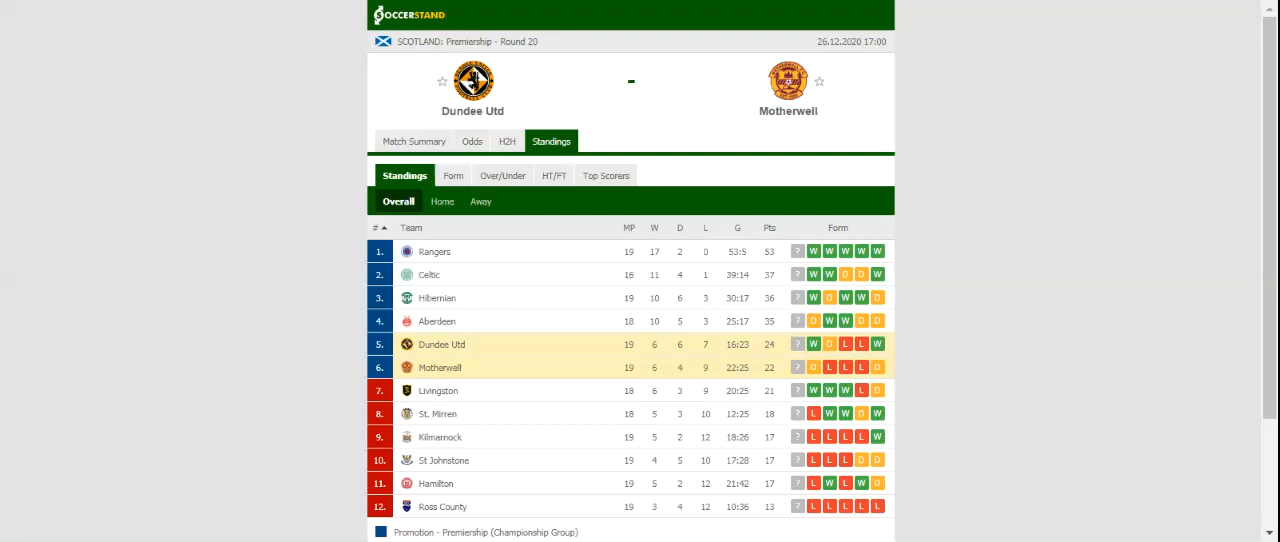 SOCCERSTAND
SCOTLAND: Premiership - Round 20 26.12.2020 17:00
-
Dundee Utd Motherwell
Match Summary Odds H2H Standings
Standings Form Over/Under HT/FT Top Scorers
Overall Home Away
# Team MP W D L G Pts Form
1. Rangers 19 17 2 0 53:5 53 ? W W W W W
2. Celtic 16 11 4 1 39:14 37 ? W W D D W
3. Hibernian 19 10 6 3 30:17 36 ? W D W W D
4. Aberdeen 18 10 5 3 25:17 35 ? D W W D D
5. Dundee Utd 19 6 6 7 16:23 24 ? W D L L W
6. Motherwell 19 6 4 9 22:25 22 ? D L L L D
7. Livingston 18 6 3 9 20:25 21 ? W W W L D
8. St. Mirren 18 5 3 10 12:25 18 ? L W W D W
9. Kilmarnock 19 5 2 12 18:26 17 ? L L L L W
10. St Johnstone 19 4 5 10 17:28 17 ? L L L D D
11. Hamilton 19 5 2 12 21:42 17 ? L W L W D
12. Ross County 19 3 4 12 10:36 13 ? L L L L L
Promotion - Premiership (Championship Group)